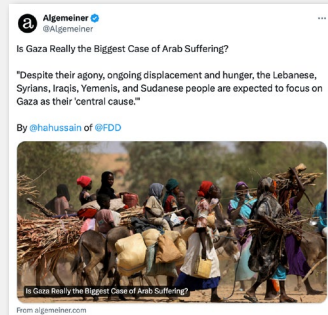 Algemeiner
@Algemeiner
Is Gaza Really the Biggest Case of Arab Suffering?
"Despite their agony, ongoing displacement and hunger, the Lebanese,
Syrians, Iraqis, Yemenis, and Sudanese people are expected to focus on
Gaza as their 'central cause.'"
By @hahussain of @FDD
Is Gaza Really the Biggest Case of Arab Suffering?
From algemeiner.com